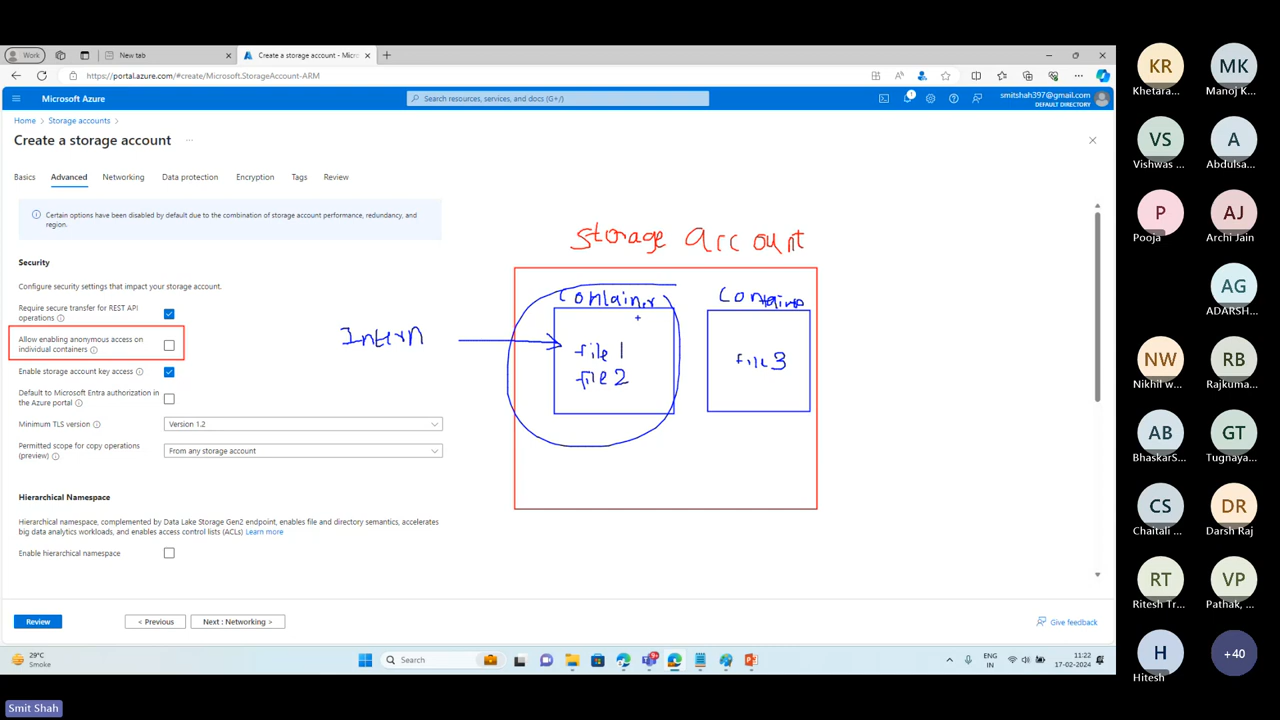 Work
New tab
Create a storage account - Micro
https://portal.azure.com/#create/Microsoft.StorageAccount-ARM
Microsoft Azure
Search resources, services, and docs (G+/)
1
smitshah397@gmail.com
DEFAULT DIRECTORY
Home > Storage accounts >
Create a storage account ...
Basics Advanced Networking Data protection Encryption Tags Review
Certain options have been disabled by default due to the combination of storage account performance, redundancy, and
region.
Security
Configure security settings that impact your storage account.
Require secure transfer for REST API
operations
Allow enabling anonymous access on
individual containers
Enable storage account key access
Default to Microsoft Entra authorization in
the Azure portal
Minimum TLS version
Version 1.2
Permitted scope for copy operations
(preview)
From any storage account
Hierarchical Namespace
Hierarchical namespace, complemented by Data Lake Storage Gen2 endpoint, enables file and directory semantics, accelerates
big data analytics workloads, and enables access control lists (ACLs) Learn more
Enable hierarchical namespace
Storage Account
Container
Container
Intern
file 1
file 2
file 3
Review
< Previous
Next : Networking >
Give feedback
29°C
Smoke
Search
ENG
IN
11:22
17-02-2024
KR
Khetara...
MK
Manoj K...
VS
Vishwas ...
A
Abdulsa...
P
Pooja
AJ
Archi Jain
AG
ADARSH...
NW
Nikhil w...
RB
Rajkuma...
AB
BhaskarS...
GT
Tugnaya...
CS
Chaitali ...
DR
Darsh Raj
RT
Ritesh Tr...
VP
Pathak, ...
H
Hitesh
+40
Smit Shah